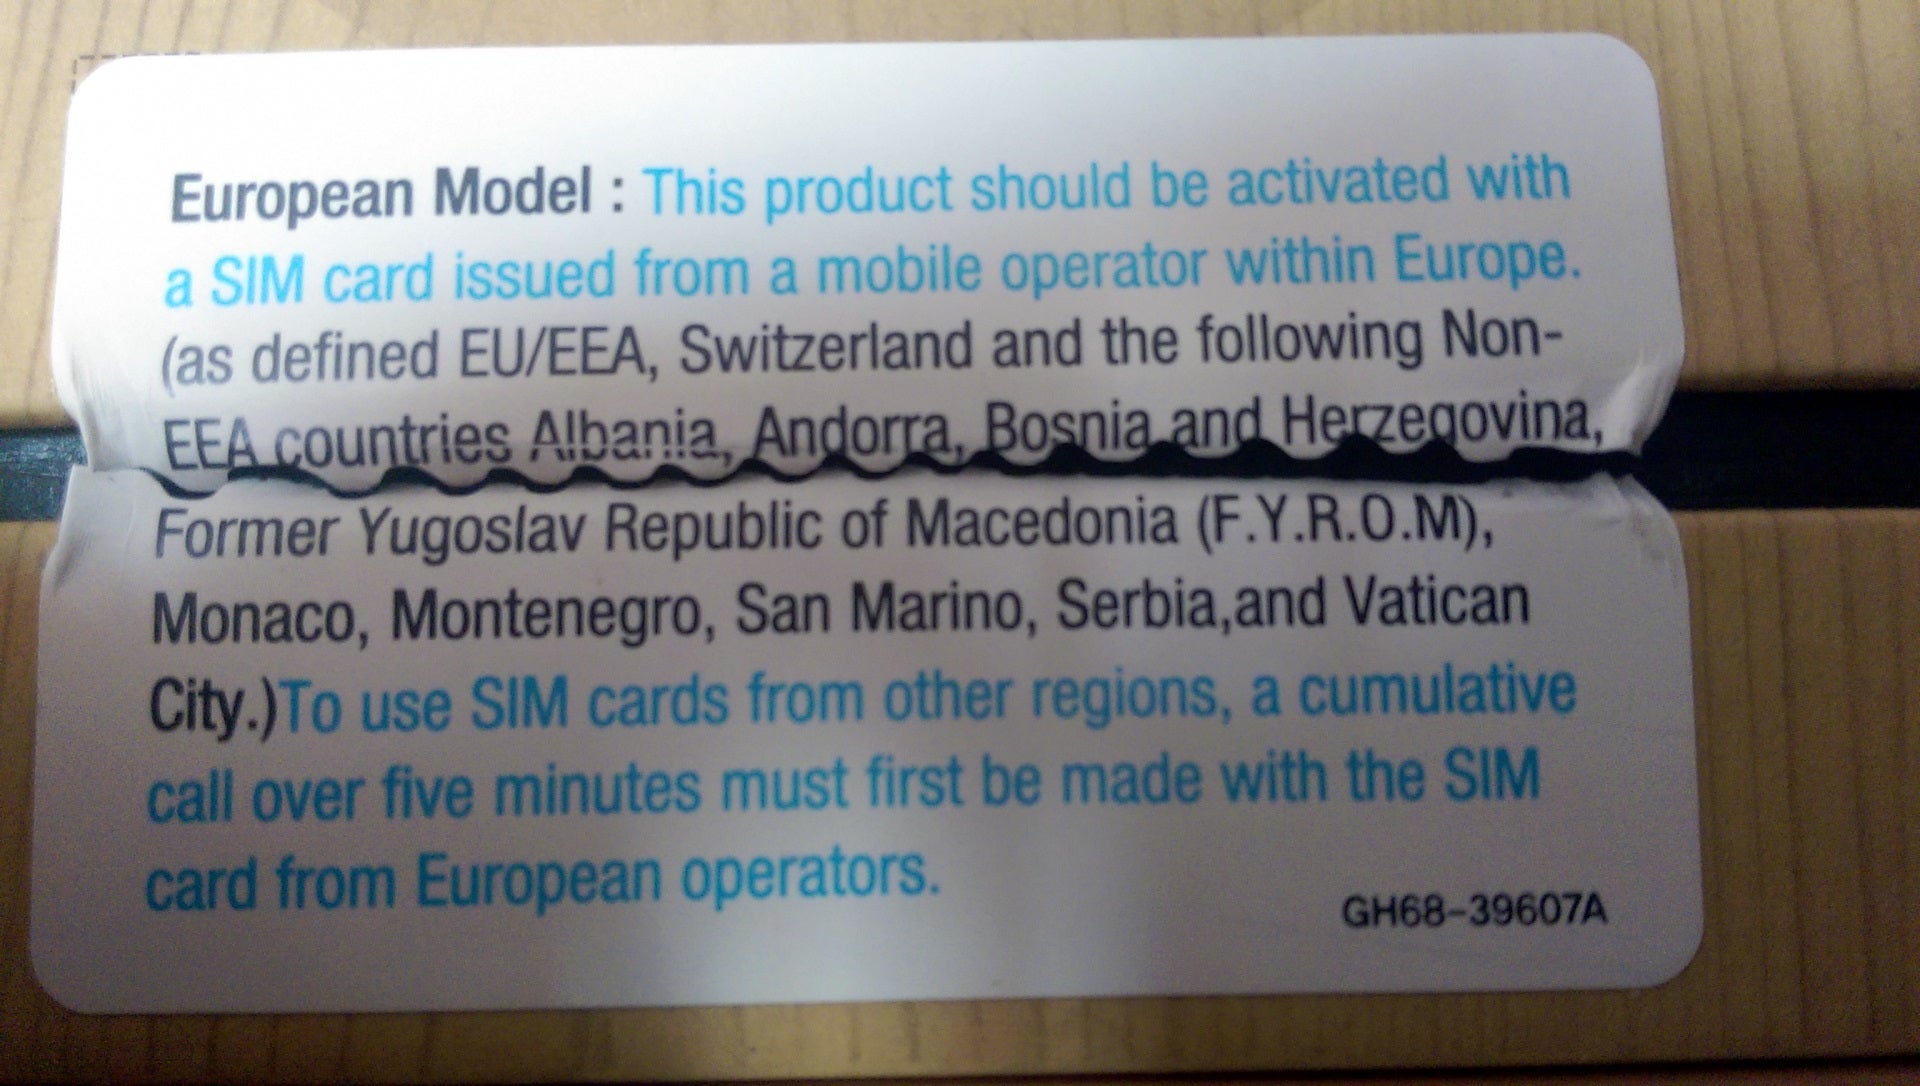 European Model : This product should be activated with
a SIM card issued from a mobile operator within Europe.
(as defined EU/EEA, Switzerland and the following Non-
EEA countries Albania, Andorra, Bosnia and Herzegovina,
Former Yugoslav Republic of Macedonia (F.Y.R.O.M),
Monaco, Montenegro, San Marino, Serbia,and Vatican
City.)To use SIM cards from other regions, a cumulative
call over five minutes must first be made with the SIM
card from European operators.
GH68-39607A